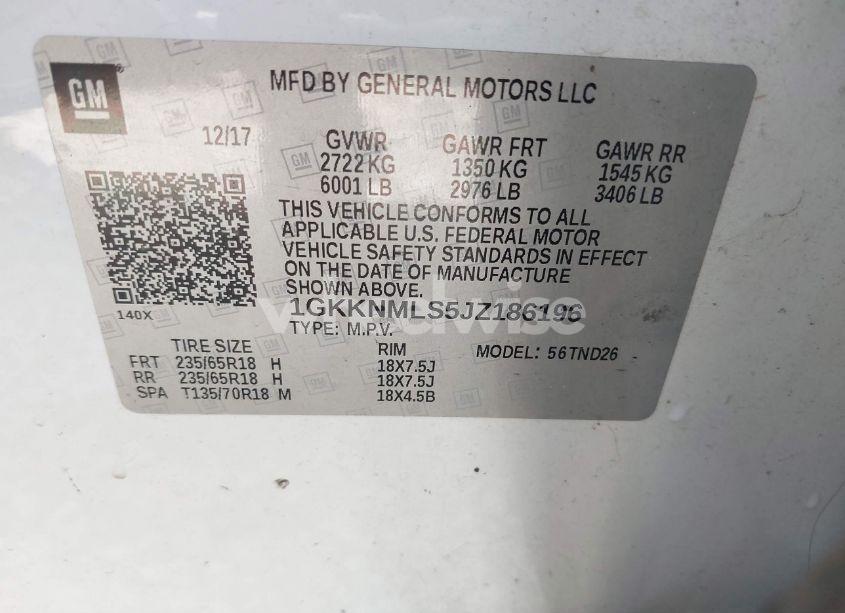 GM
MFD BY GENERAL MOTORS LLC
12/17
GVWR GAWR FRT GAWR RR
2722 KG 1350 KG 1545 KG
6001 LB 2976 LB 3406 LB
THIS VEHICLE CONFORMS TO ALL
APPLICABLE U.S. FEDERAL MOTOR
VEHICLE SAFETY STANDARDS IN EFFECT
ON THE DATE OF MANUFACTURE
SHOWN ABOVE.
140X
1GKKNMLS5JZ186196
TYPE: M.P.V.
TIRE SIZE RIM MODEL: 56TND26
FRT 235/65R18 H 18X7.5J
RR 235/65R18 H 18X7.5J
SPA T135/70R18 M 18X4.5B